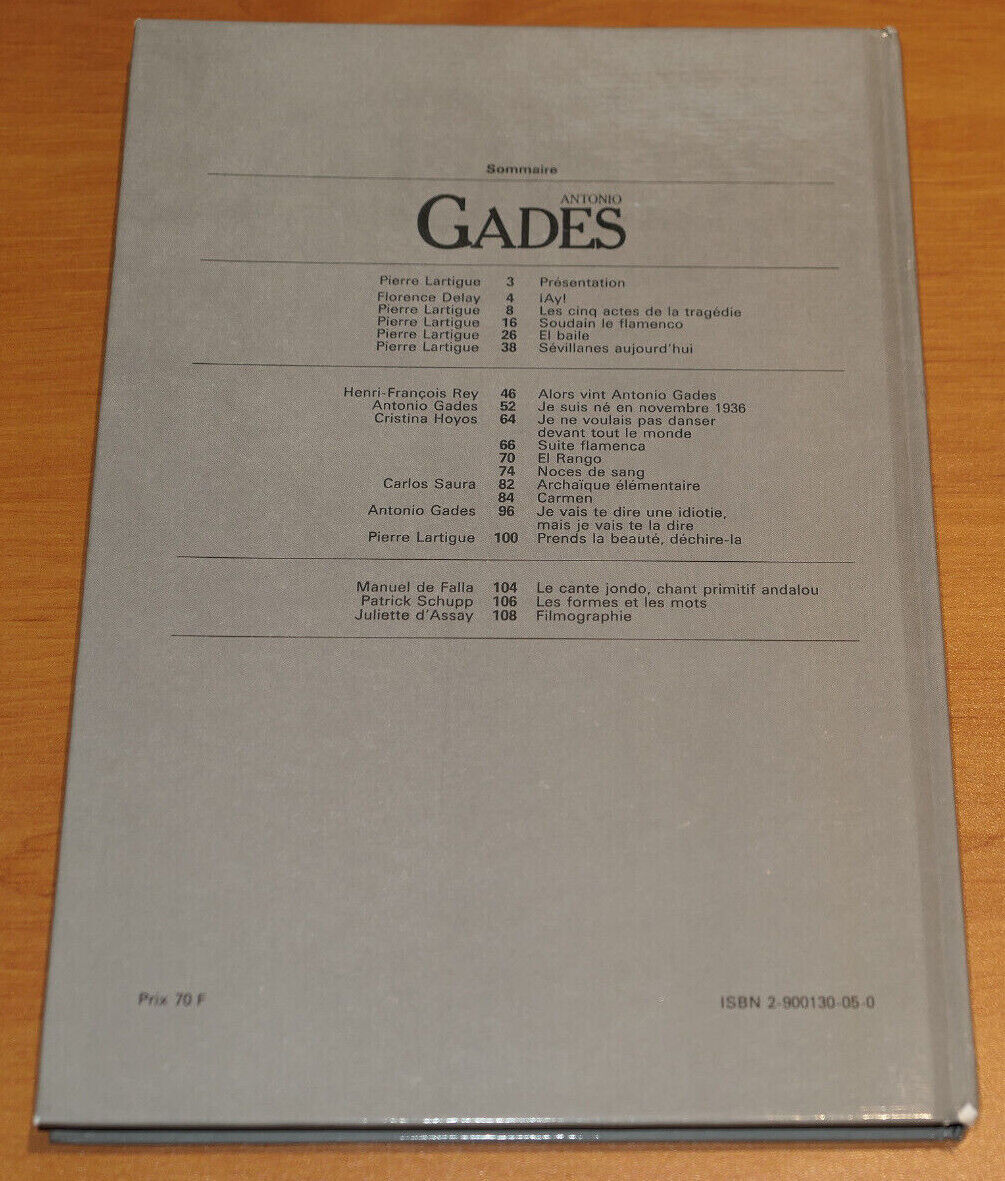 Sommaire
ANTONIO
GADES
Pierre Lartigue 3 Présentation
Florence Delay 4 ¡Ay!
Pierre Lartigue 8 Les cinq actes de la tragédie
Pierre Lartigue 16 Soudain le flamenco
Pierre Lartigue 26 El baile
Pierre Lartigue 38 Sévillanes aujourd'hui
Henri-François Rey 46 Alors vint Antonio Gades
Antonio Gades 52 Je suis né en novembre 1936
Cristina Hoyos 64 Je ne voulais pas danser
devant tout le monde
66 Suite flamenca
70 El Rango
74 Noces de sang
Carlos Saura 82 Archaïque élémentaire
84 Carmen
Antonio Gades 96 Je vais te dire une idiotie,
mais je vais te la dire
Pierre Lartigue 100 Prends la beauté, déchire-la
Manuel de Falla 104 Le cante jondo, chant primitif andalou
Patrick Schupp 106 Les formes et les mots
Juliette d'Assay 108 Filmographie
Prix 70 F
ISBN 2-900130-05-0